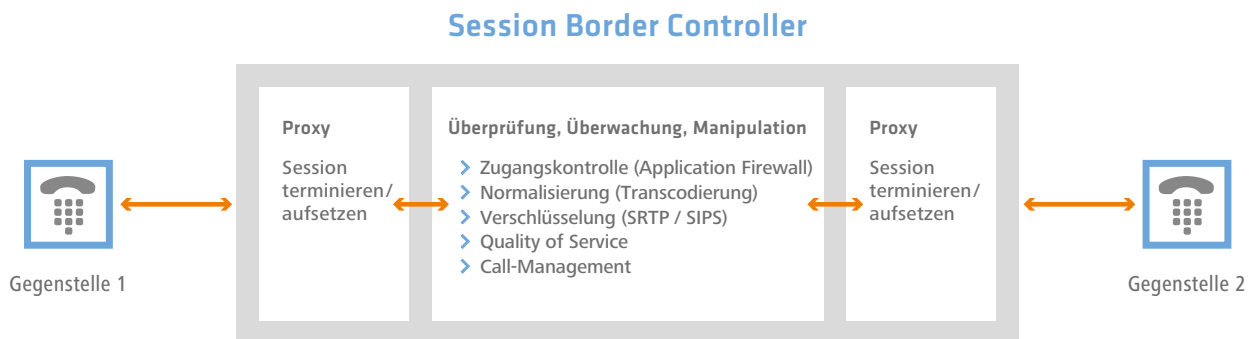 Session Border Controller
Proxy
Session
terminieren/
aufsetzen
Überprüfung, Überwachung, Manipulation
Zugangskontrolle (Application Firewall)
Normalisierung (Transcodierung)
Verschlüsselung (SRTP / SIPS)
Quality of Service
Call-Management
Proxy
Session
terminieren/
aufsetzen
Gegenstelle 1
Gegenstelle 2